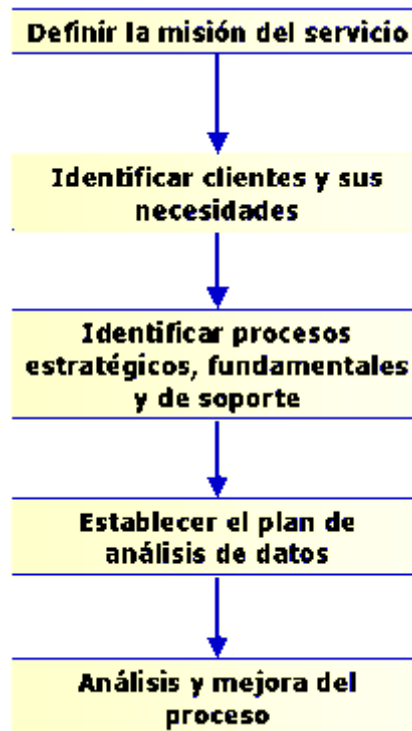 Definir la misión del servicio
Identificar clientes y sus
necesidades
Identificar procesos
estratégicos, fundamentales
y de soporte
Establecer el plan de
análisis de datos
Análisis y mejora del
proceso